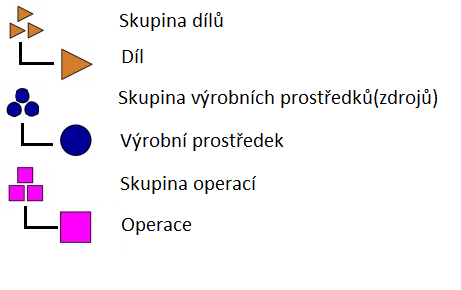 Skupina dílů
Díl
Skupina výrobních prostředků(zdrojů)
Výrobní prostředek
Skupina operací
Operace